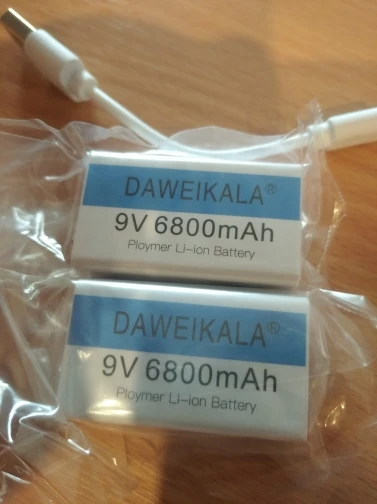 DAWEIKALA®
9V 6800mAh
Ploymer Li-ion Battery
DAWEIKALA®
9V 6800mAh
Ploymer Li-ion Battery